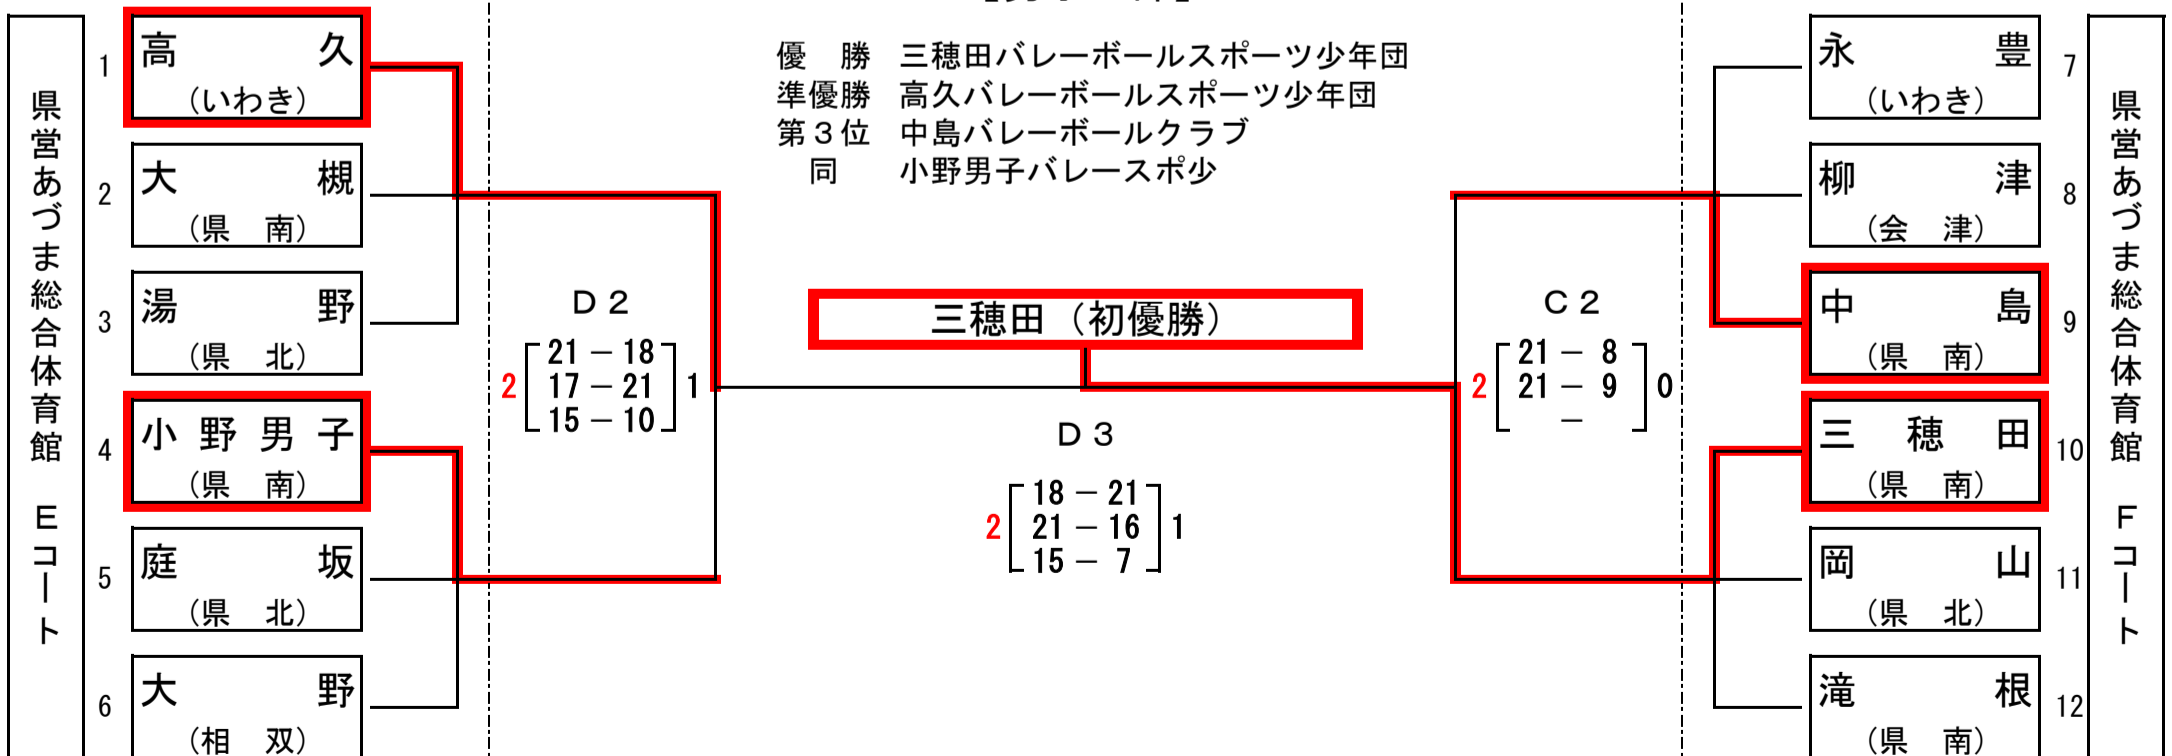 優　勝　三穂田バレーボールスポーツ少年団
準優勝　高久バレーボールスポーツ少年団
第３位　中島バレーボールクラブ
同　小野男子バレースポ少
県営あづま総合体育館　Ｅコート
1
高　久
（いわき）
2
大　槻
（県　南）
3
湯　野
（県　北）
4
小野男子
（県　南）
5
庭　坂
（県　北）
6
大　野
（相　双）
Ｄ２
2
21 － 18
17 － 21
15 － 10
1
三穂田（初優勝）
Ｄ３
2
18 － 21
21 － 16
15 － 7
1
Ｃ２
2
21 － 8
21 － 9
－
0
永　豊
（いわき）
7
柳　津
（会　津）
8
中　島
（県　南）
9
三　穂　田
（県　南）
10
岡　山
（県　北）
11
滝　根
（県　南）
12
県営あづま総合体育館　Ｆコート